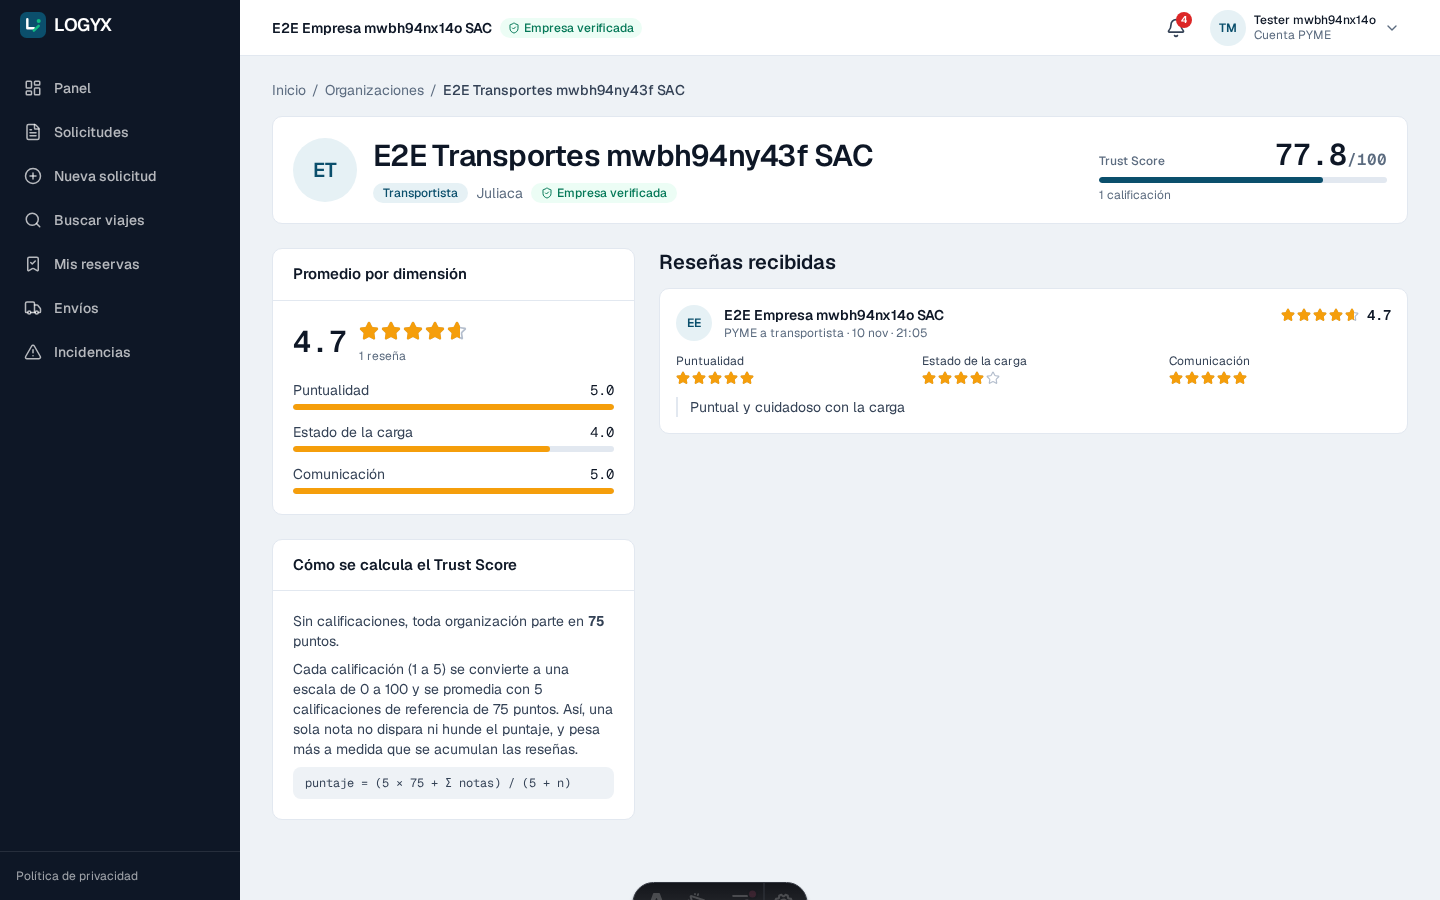 LOGYX
E2E Empresa mwbh94nx14o SAC
Empresa verificada
4
TM
Tester mwbh94nx14o
Cuenta PYME
Panel
Solicitudes
Nueva solicitud
Buscar viajes
Mis reservas
Envíos
Incidencias
Política de privacidad
Inicio / Organizaciones / E2E Transportes mwbh94ny43f SAC
ET
E2E Transportes mwbh94ny43f SAC
Transportista Juliaca Empresa verificada
Trust Score 77.8/100
1 calificación
Promedio por dimensión
4.7
1 reseña
Puntualidad 5.0
Estado de la carga 4.0
Comunicación 5.0
Cómo se calcula el Trust Score
Sin calificaciones, toda organización parte en 75
puntos.
Cada calificación (1 a 5) se convierte a una
escala de 0 a 100 y se promedia con 5
calificaciones de referencia de 75 puntos. Así, una
sola nota no dispara ni hunde el puntaje, y pesa
más a medida que se acumulan las reseñas.
puntaje = (5 × 75 + Σ notas) / (5 + n)
Reseñas recibidas
EE
E2E Empresa mwbh94nx14o SAC
4.7
PYME a transportista · 10 nov · 21:05
Puntualidad Estado de la carga Comunicación
Puntual y cuidadoso con la carga